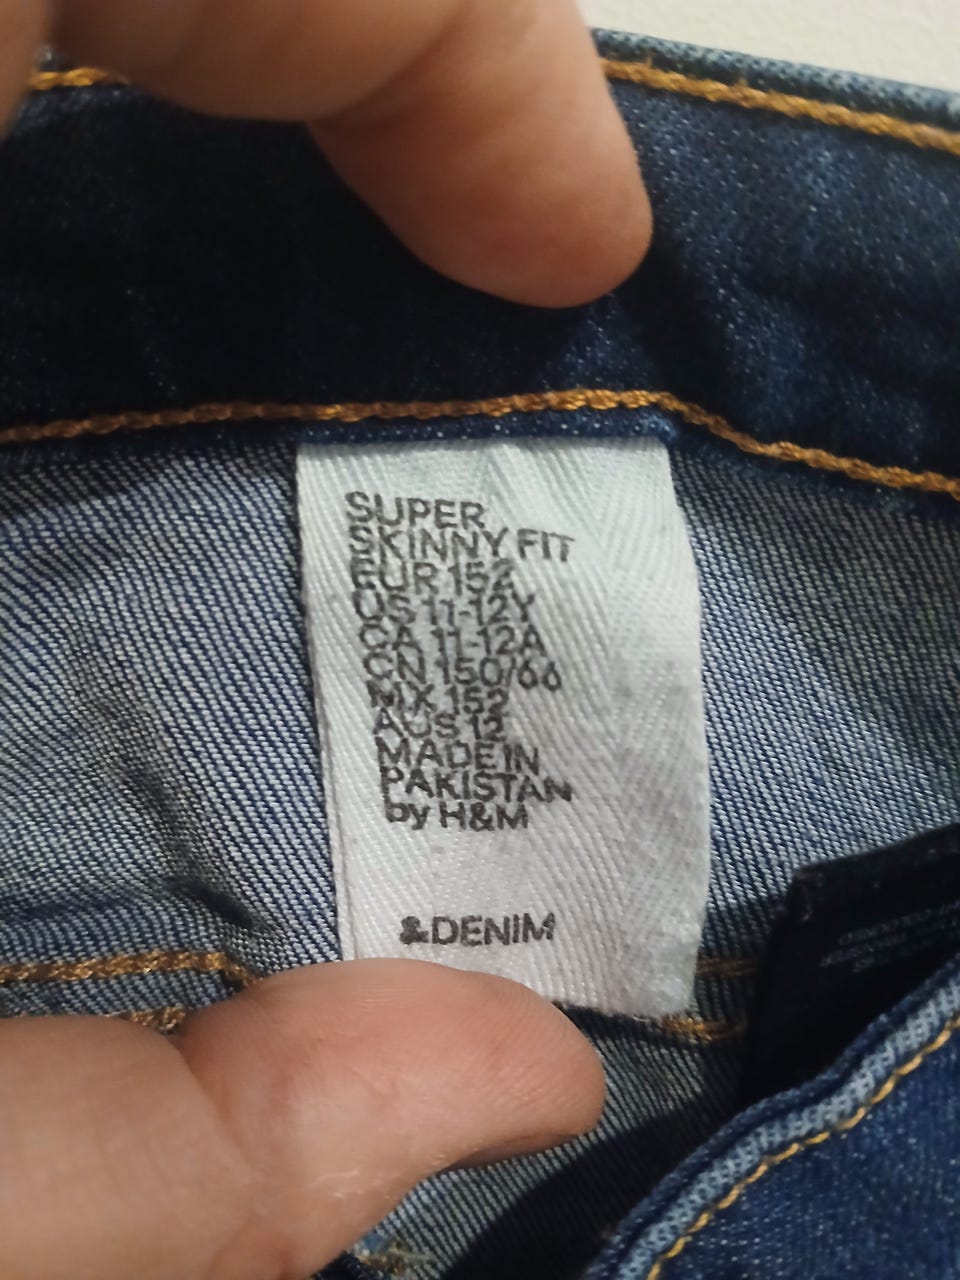 SUPER
SKINNY FIT
EUR 152
US 11-12Y
CA 11-12A
CN 150/66
MX 152
AUS 12
MADE IN
PAKISTAN
by H&M
&DENIM